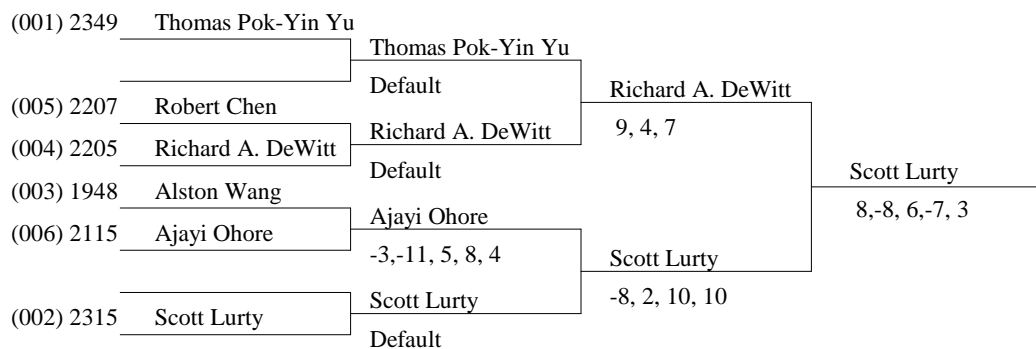 (001) 2349 Thomas Pok-Yin Yu
Thomas Pok-Yin Yu
Default
Richard A. DeWitt
(005) 2207 Robert Chen
9, 4, 7
Richard A. DeWitt
(004) 2205 Richard A. DeWitt
Default
Scott Lurty
(003) 1948 Alston Wang
8,-8, 6,-7, 3
Ajayi Ohore
(006) 2115 Ajayi Ohore
-3,-11, 5, 8, 4
Scott Lurty
-8, 2, 10, 10
Scott Lurty
(002) 2315 Scott Lurty
Default